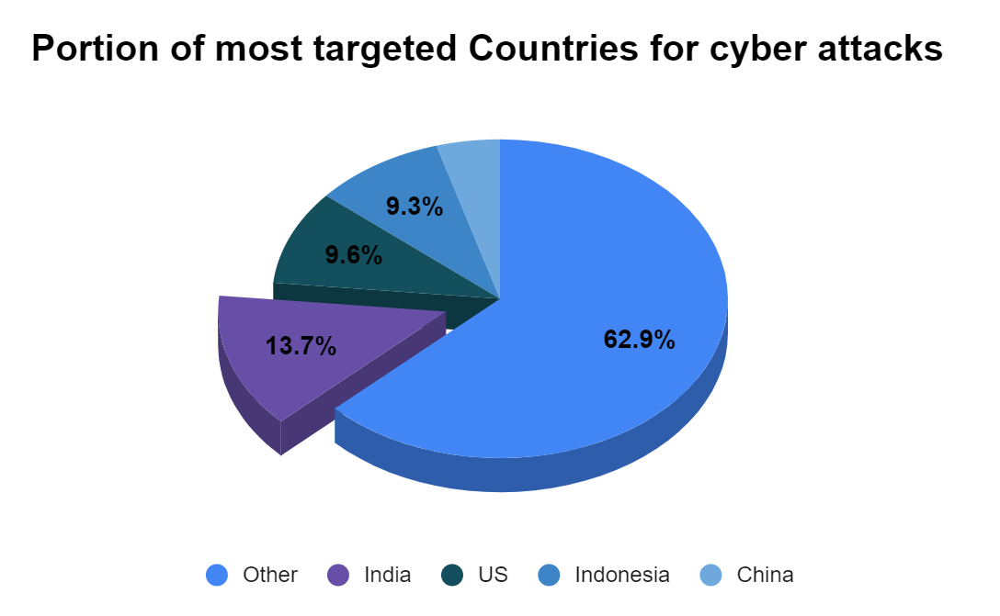 Portion of most targeted Countries for cyber attacks
9.3%
9.6%
13.7%
62.9%
Other India US Indonesia China